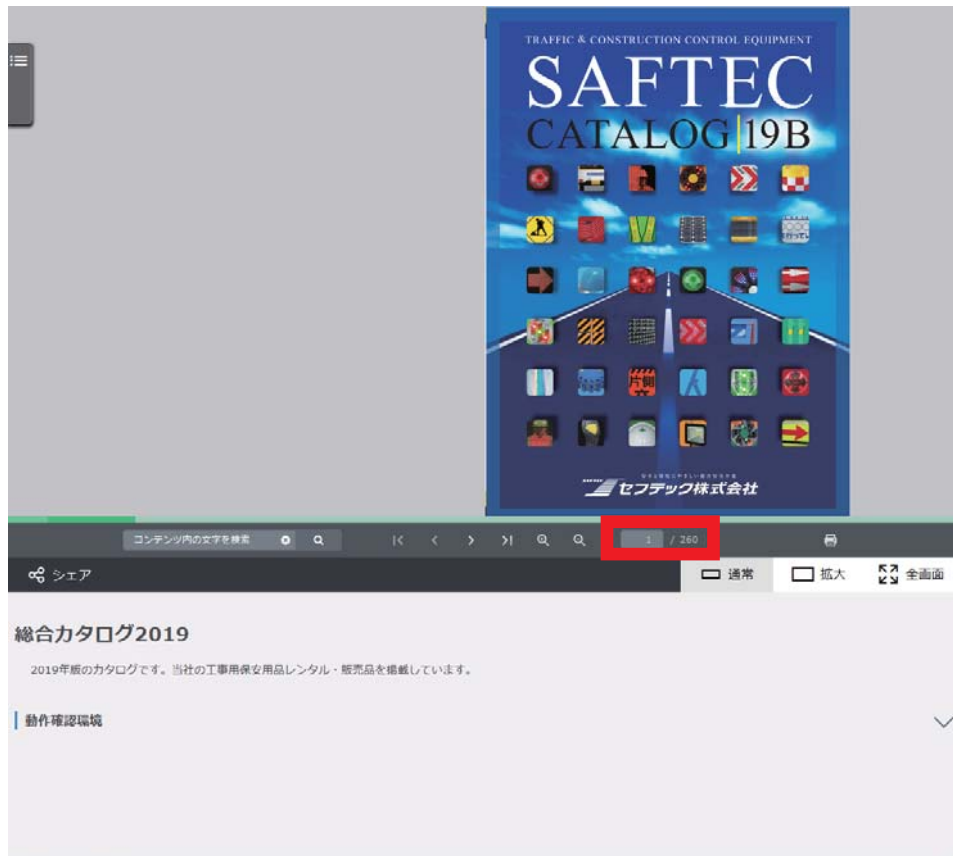 TRAFFIC & CONSTRUCTION CONTROL EQUIPMENT
SAFTEC
CATALOG|19B
片側
セフテック株式会社
コンテンツ内の文字を検索
1 / 260
シェア
通常
拡大
全画面
総合カタログ2019
2019年版のカタログです。当社の工事用保安用品レンタル・販売品を掲載しています。
動作確認環境